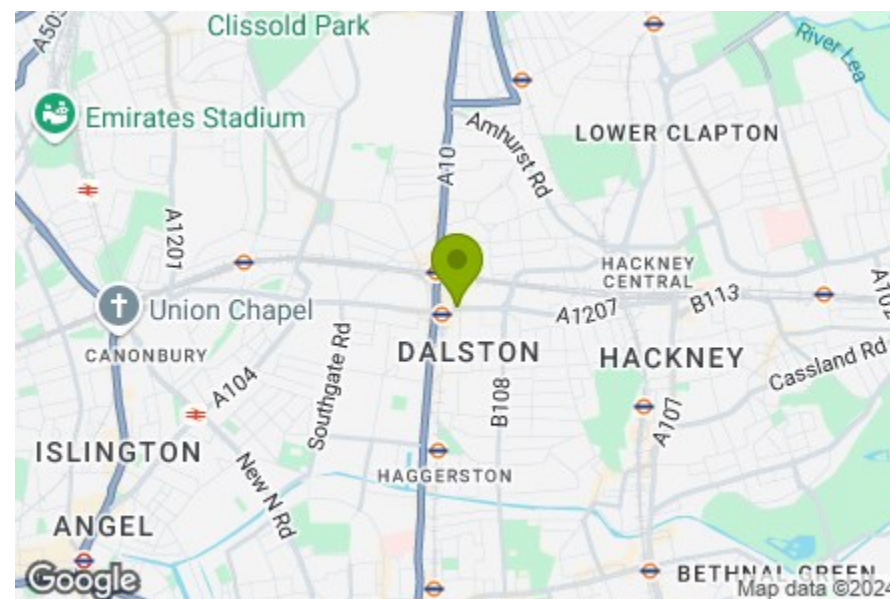 Clissold Park
A503
River Lea
Emirates Stadium
Amhurst Rd
LOWER CLAPTON
A10
A1201
HACKNEY
CENTRAL
Union Chapel
A1207
B113
A102
CANONBURY
DALSTON
HACKNEY
Southgate Rd
A104
B108
Cassland Rd
A107
ISLINGTON
HAGGERSTON
New N Rd
ANGEL
BETHNAL GREEN
Google
Map data ©2024